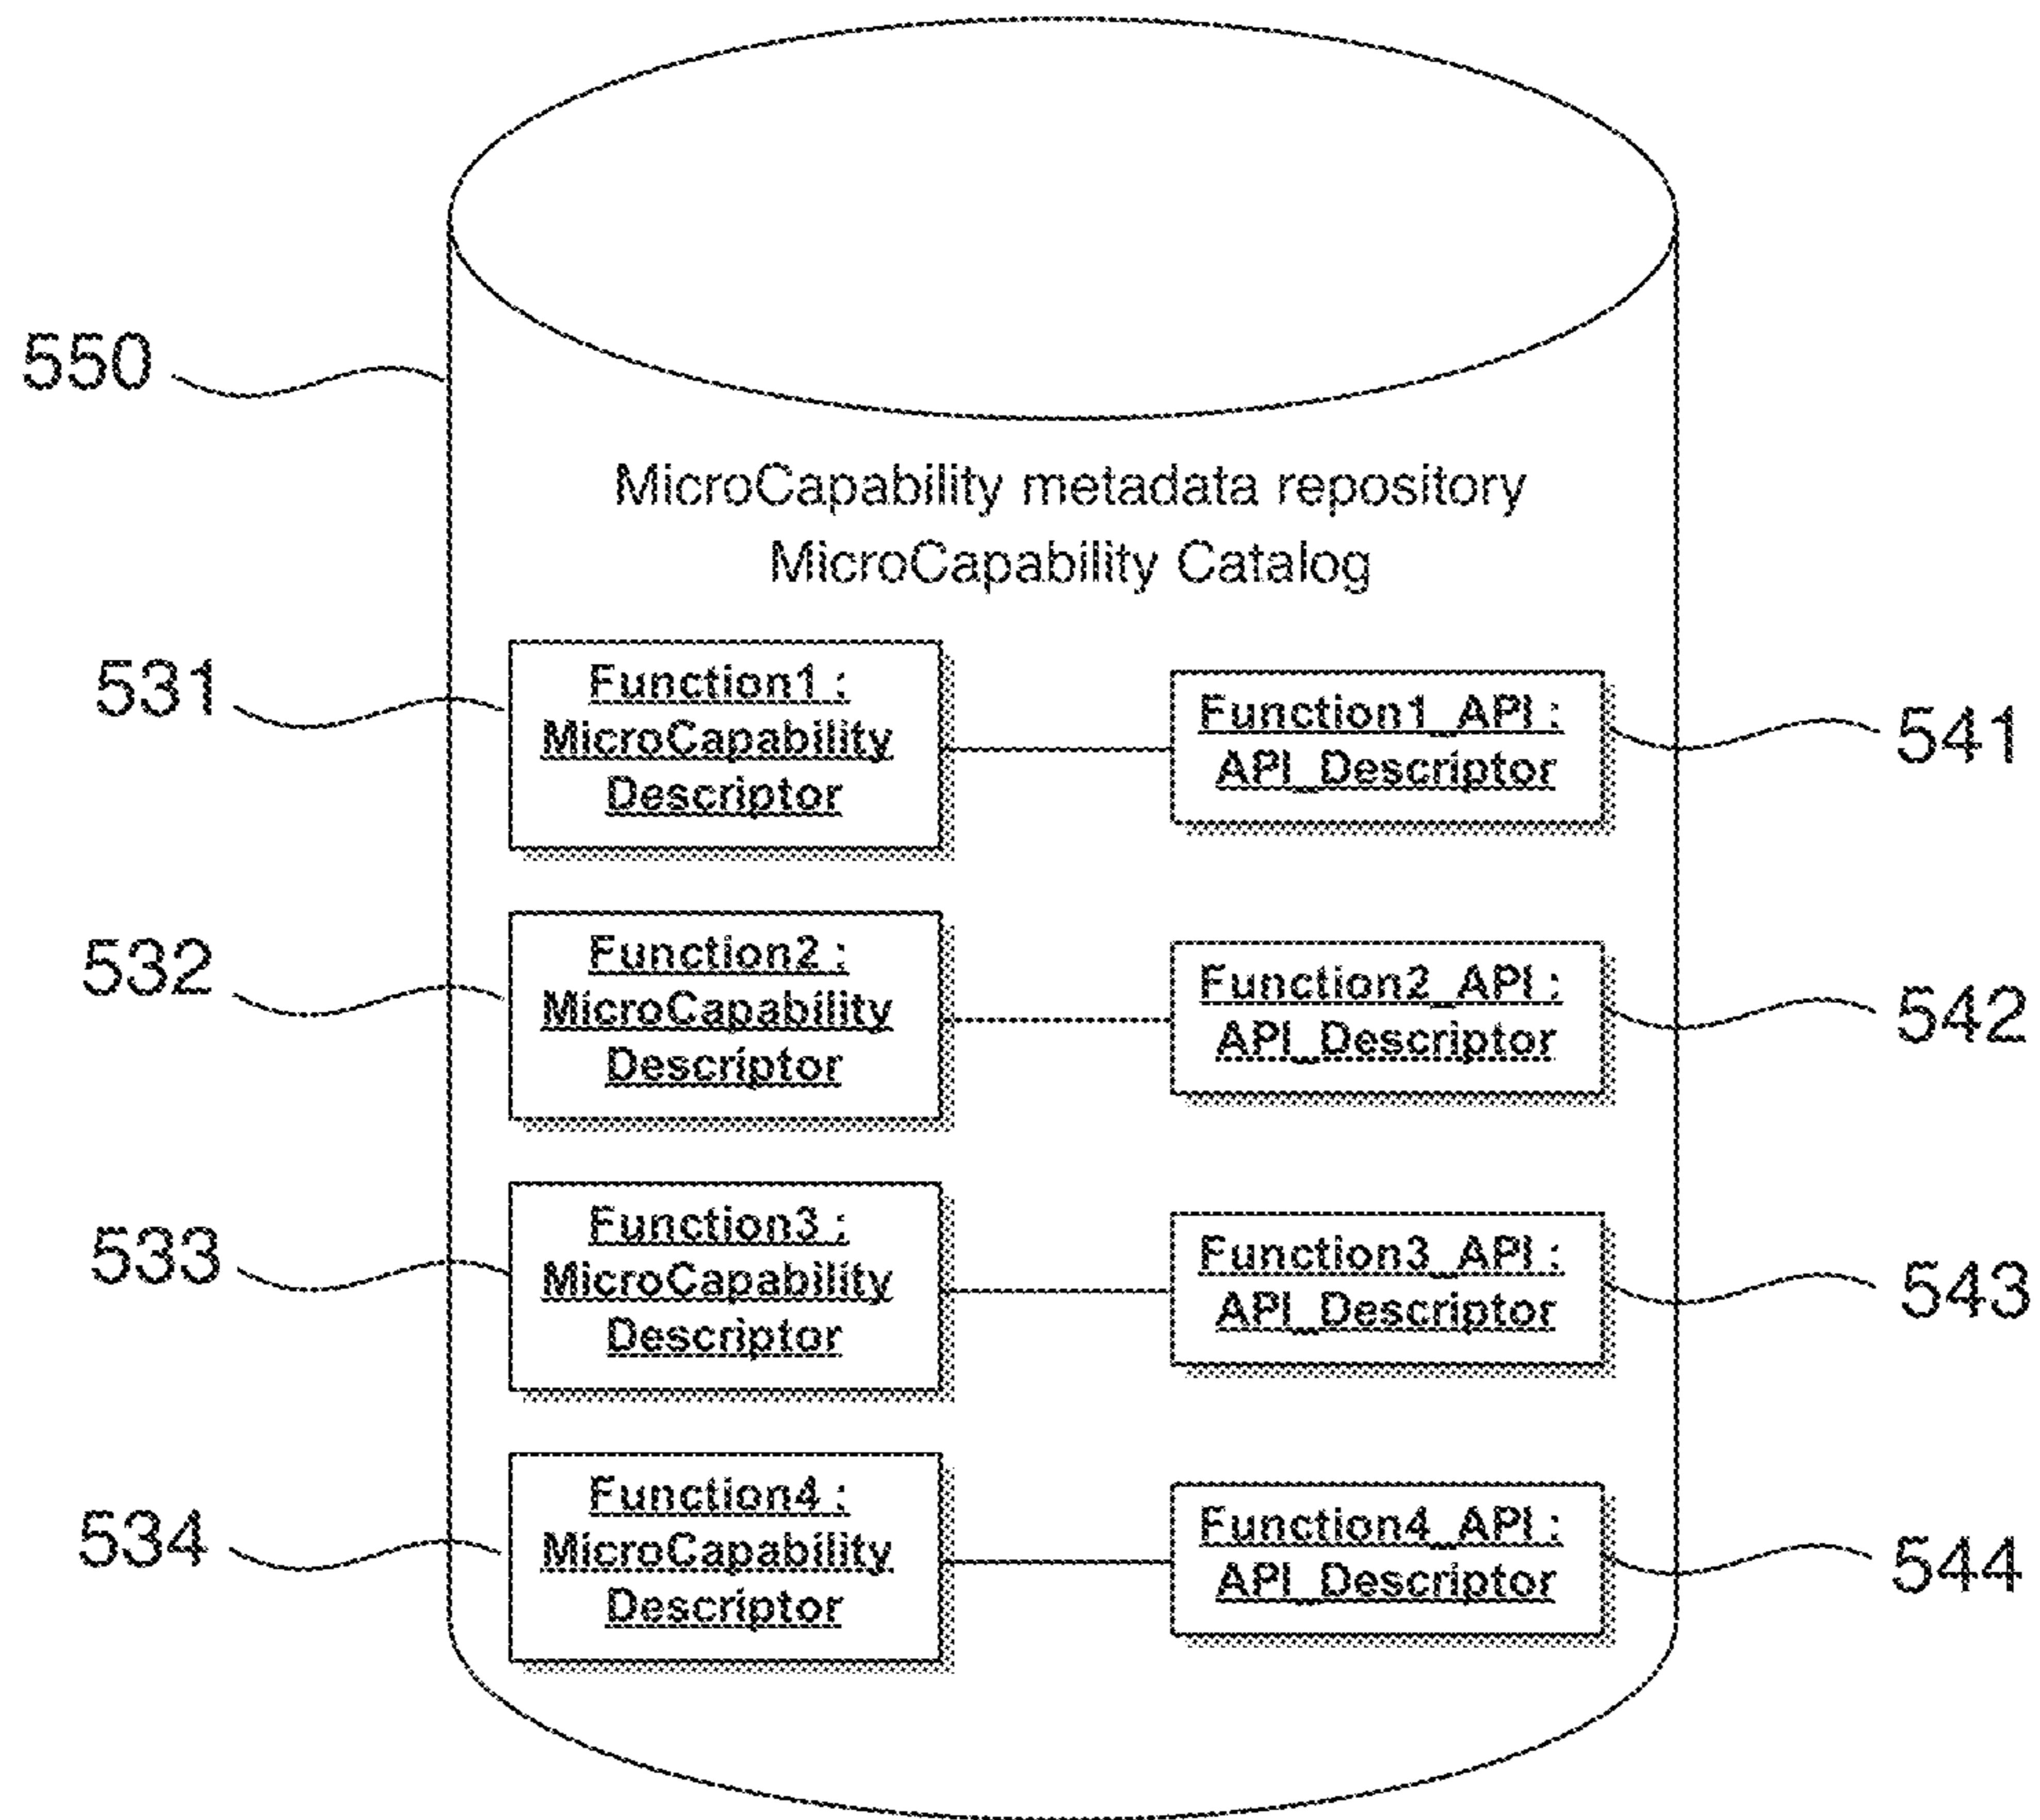 550
MicroCapability metadata repository
MicroCapability Catalog
531
Function1 :
MicroCapability
Descriptor
Function1_API :
API_Descriptor
541
532
Function2 :
MicroCapability
Descriptor
Function2_API :
API_Descriptor
542
533
Function3 :
MicroCapability
Descriptor
Function3_API :
API_Descriptor
543
534
Function4 :
MicroCapability
Descriptor
Function4_API :
API_Descriptor
544